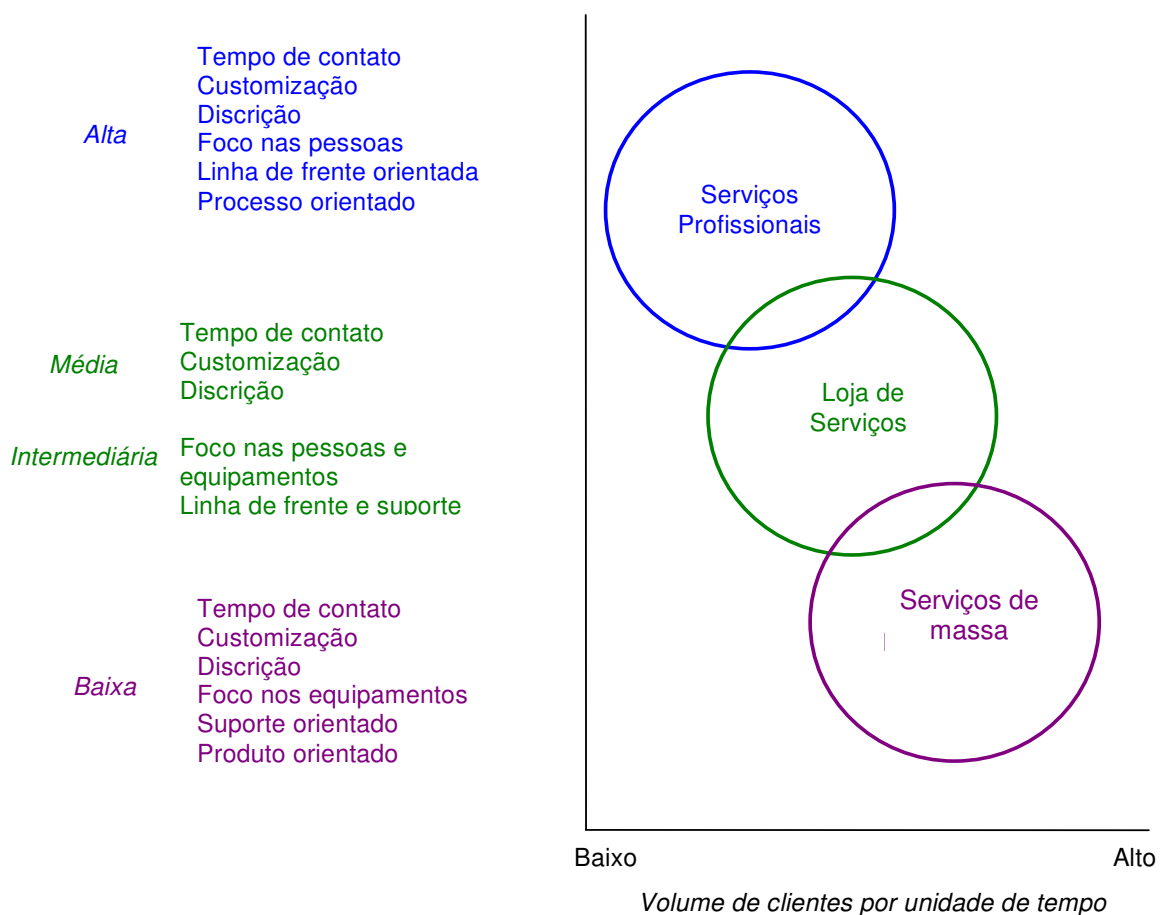 Alta
Tempo de contato
Customização
Discrição
Foco nas pessoas
Linha de frente orientada
Processo orientado
Serviços
Profissionais
Média
Tempo de contato
Customização
Discrição
Intermediária
Foco nas pessoas e
equipamentos
Linha de frente e suporte
Loja de
Serviços
Baixa
Tempo de contato
Customização
Discrição
Foco nos equipamentos
Suporte orientado
Produto orientado
Serviços de
massa
Baixo
Alto
Volume de clientes por unidade de tempo